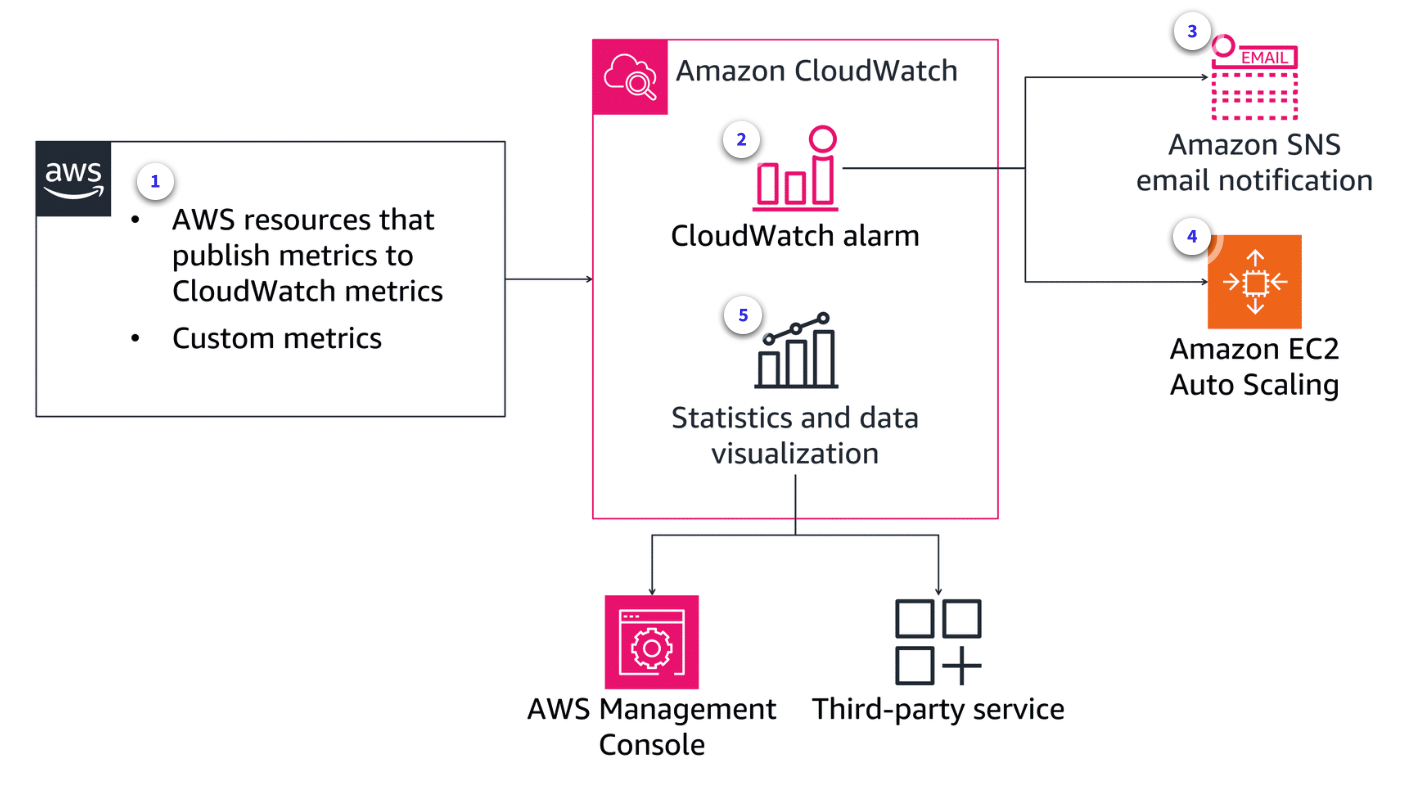 aws
1
• AWS resources that
publish metrics to
CloudWatch metrics
• Custom metrics
Amazon CloudWatch
2
CloudWatch alarm
5
Statistics and data
visualization
3
EMAIL
Amazon SNS
email notification
4
Amazon EC2
Auto Scaling
AWS Management
Console
Third-party service